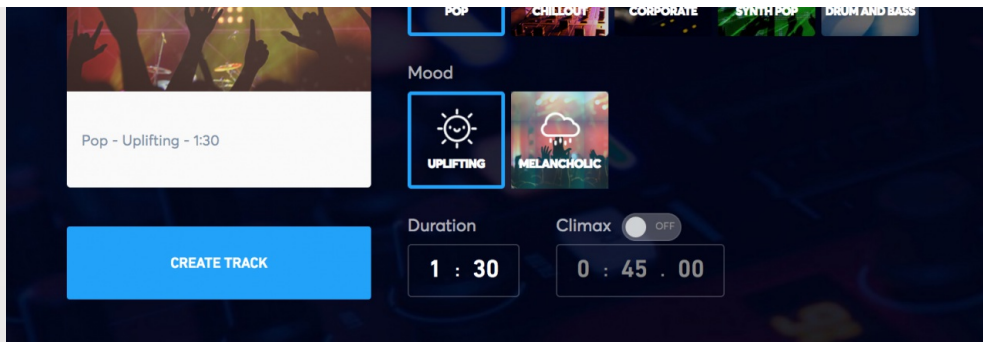 POP
CHILLOUT
CORPORATE
SYNTH POP
DRUM AND BASS
Mood
Pop - Uplifting - 1:30
UPLIFTING
MELANCHOLIC
Duration
Climax
OFF
CREATE TRACK
1 : 30
0 : 45 . 00